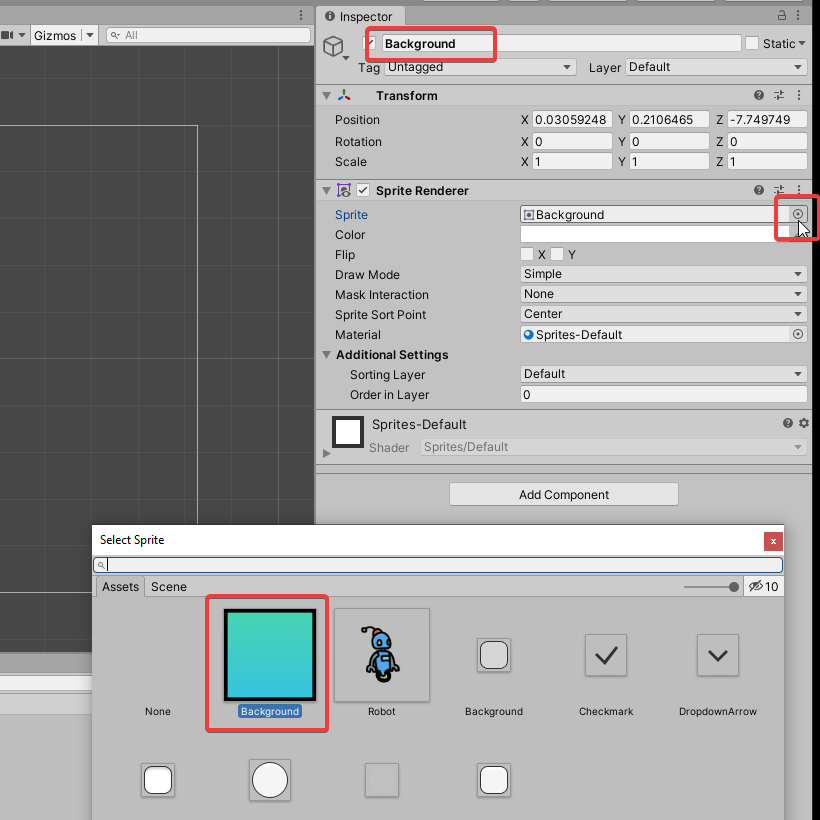 Inspector
Gizmos
All
Background
Static
Tag Untagged Layer Default
Transform
Position X 0.03059248 Y 0.2106465 Z -7.749749
Rotation X 0 Y 0 Z 0
Scale X 1 Y 1 Z 1
Sprite Renderer
Sprite Background
Color
Flip X Y
Draw Mode Simple
Mask Interaction None
Sprite Sort Point Center
Material Sprites-Default
Additional Settings
Sorting Layer Default
Order in Layer 0
Sprites-Default
Shader Sprites/Default
Add Component
Select Sprite
x
Assets Scene 10
None Background Robot Background Checkmark DropdownArrow